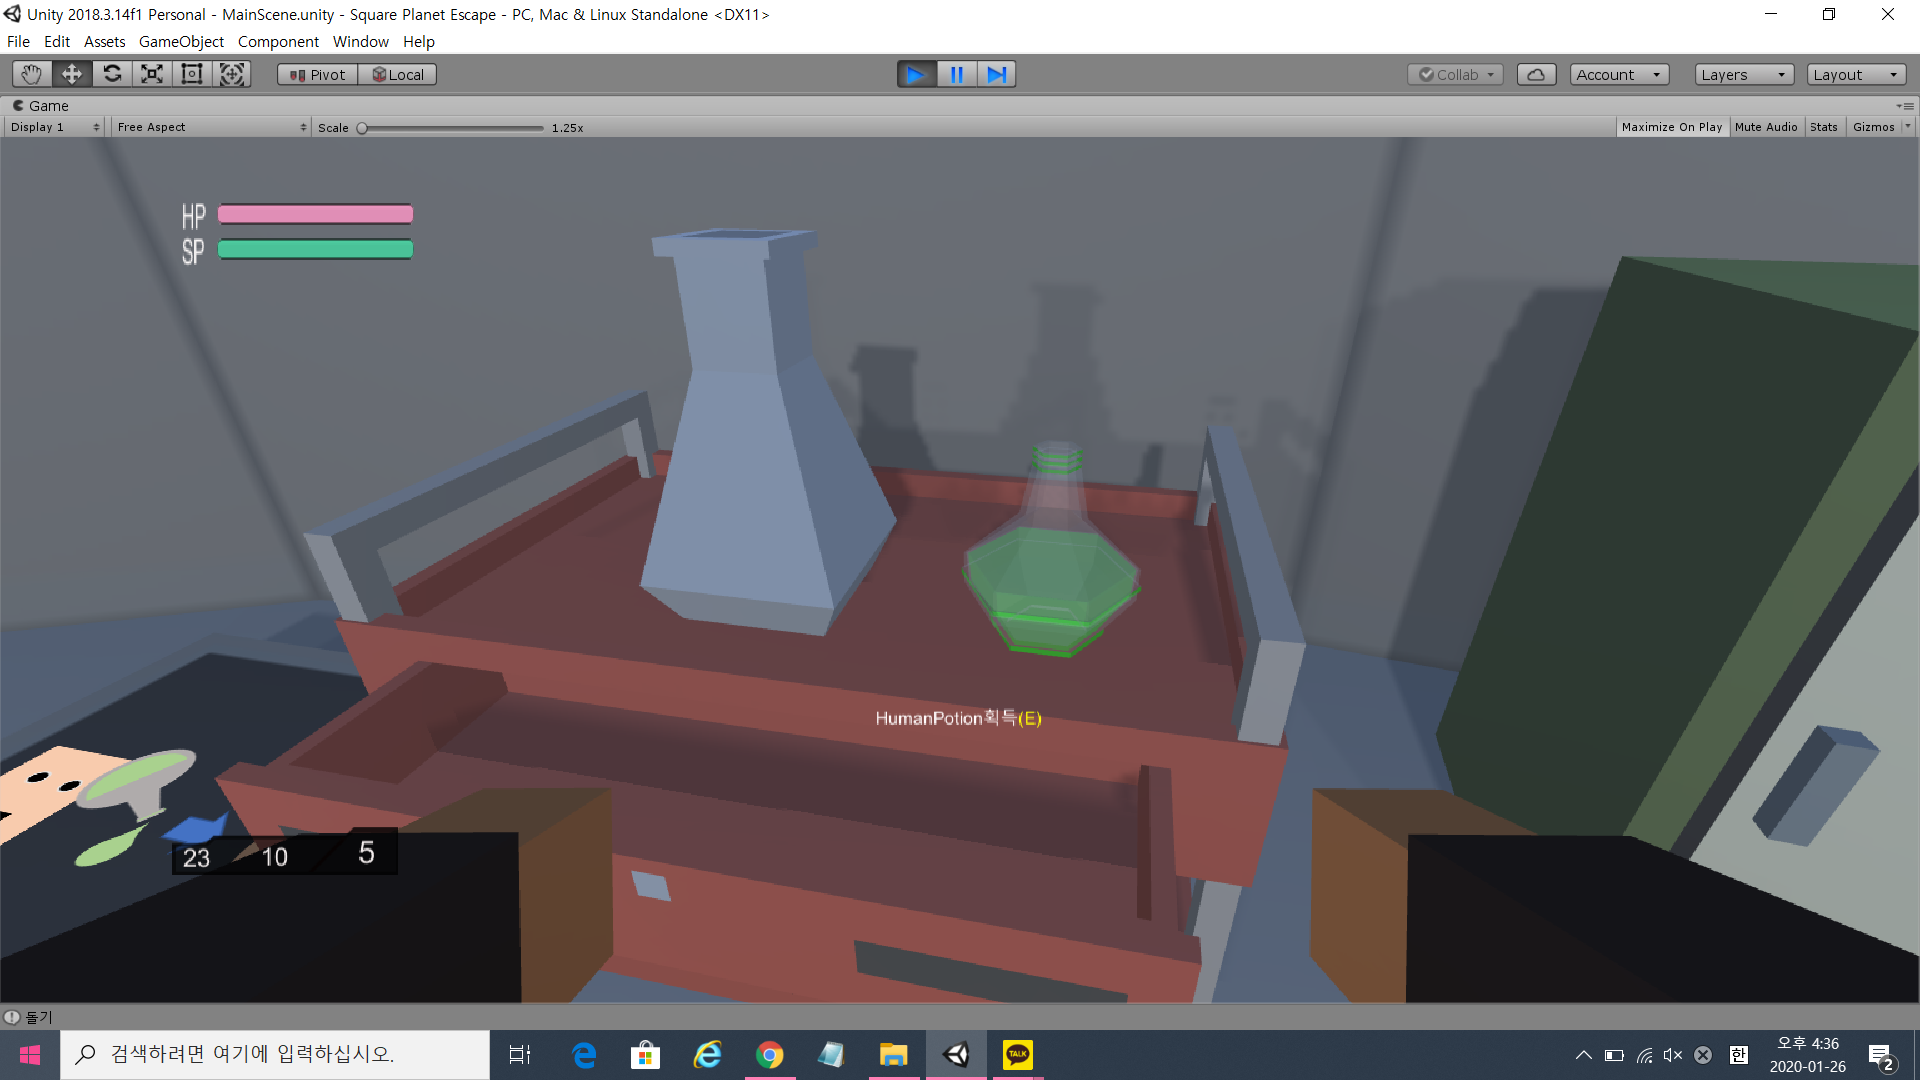 Unity 2018.3.14f1 Personal - MainScene.unity - Square Planet Escape - PC, Mac & Linux Standalone <DX11>
File Edit Assets GameObject Component Window Help
Pivot Local Collab Account Layers Layout
Game
Display 1 Free Aspect Scale 1.25x Maximize On Play Mute Audio Stats Gizmos
HP
SP
HumanPotion획득(E)
23 10 5
돌기
검색하려면 여기에 입력하십시오.
TALK
한
오후 4:36
2020-01-26
2